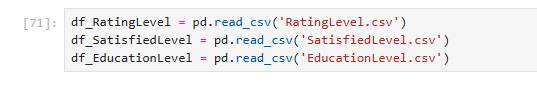 [71]: df_RatingLevel = pd.read_csv('RatingLevel.csv')
df_SatisfiedLevel = pd.read_csv('SatisfiedLevel.csv')
df_EducationLevel = pd.read_csv('EducationLevel.csv')